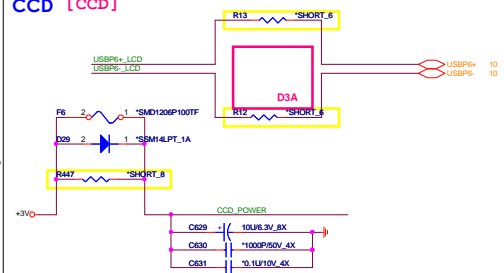 CCD [CCD]
R13 *SHORT_6
USBP6+_LCD
USBP6-_LCD
USBP6+ 10
USBP6- 10
D3A
R12 *SHORT_6
F6 2 1 *SMD1206P100TF
D29 2 1 *SSM14LPT_1A
R447 *SHORT_8
+3V
CCD_POWER
C629 + 10U/6.3V_8X
C630 *1000P/50V_4X
C631 *0.1U/10V_4X